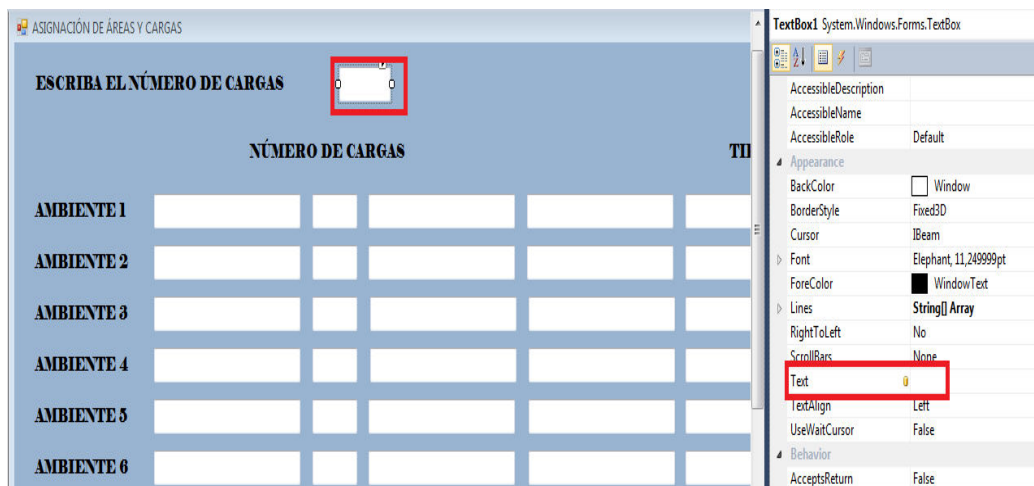 ASIGNACIÓN DE ÁREAS Y CARGAS
ESCRIBA EL NÚMERO DE CARGAS
NÚMERO DE CARGAS
AMBIENTE 1
AMBIENTE 2
AMBIENTE 3
AMBIENTE 4
AMBIENTE 5
AMBIENTE 6
TextBox1 System.Windows.Forms.TextBox
AccessibleDescription
AccessibleName
AccessibleRole Default
Appearance
BackColor Window
BorderStyle Fixed3D
Cursor IBeam
Font Elephant, 11,249999pt
ForeColor WindowText
Lines String[] Array
RightToLeft No
ScrollBars None
Text
TextAlign Left
UseWaitCursor False
Behavior
AcceptsReturn False